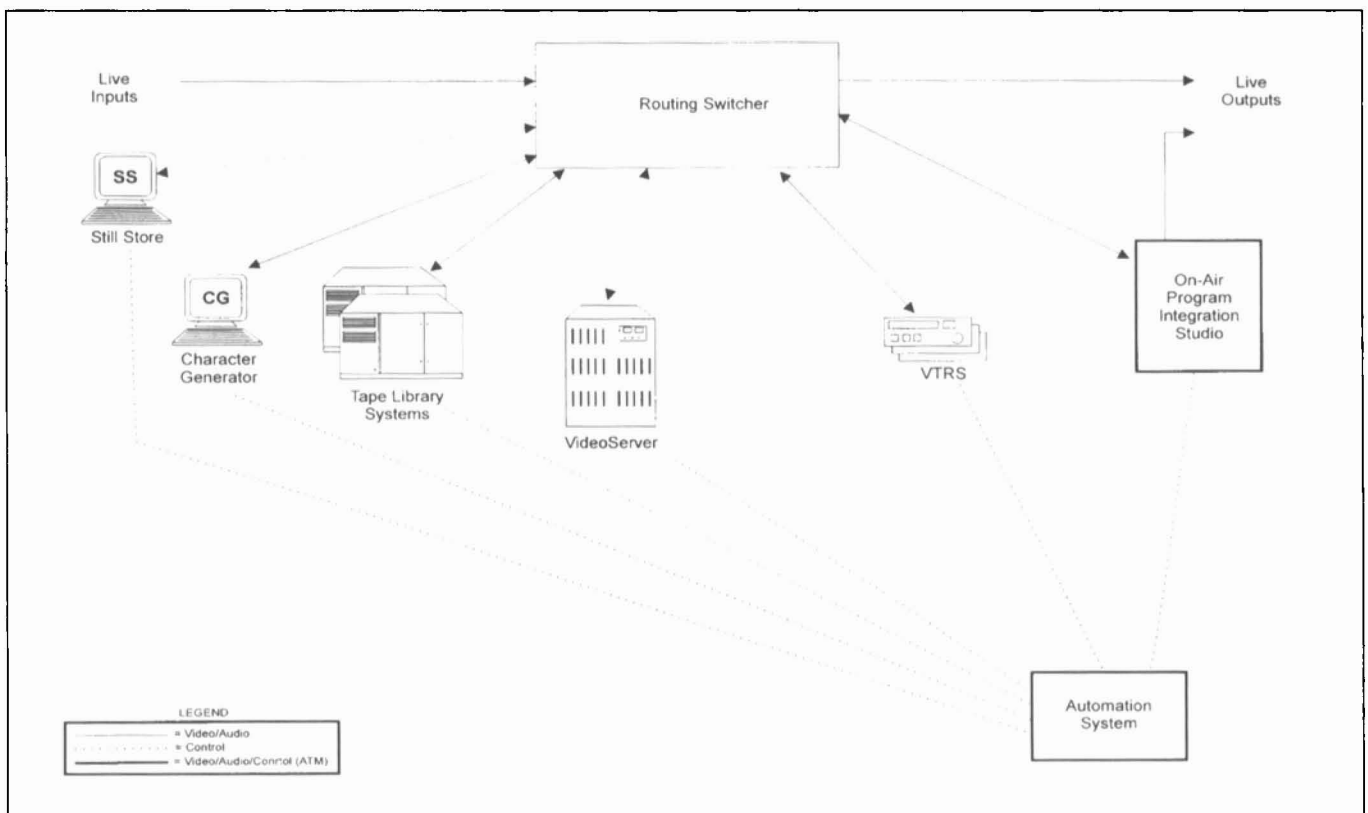 Live
Inputs
Routing Switcher
Live
Outputs
SS
Still Store
CG
Character
Generator
Tape Library
Systems
VideoServer
VTRS
On-Air
Program
Integration
Studio
Automation
System
LEGEND
= Video/Audio
= Control
= Video/Audio/Control (ATM)